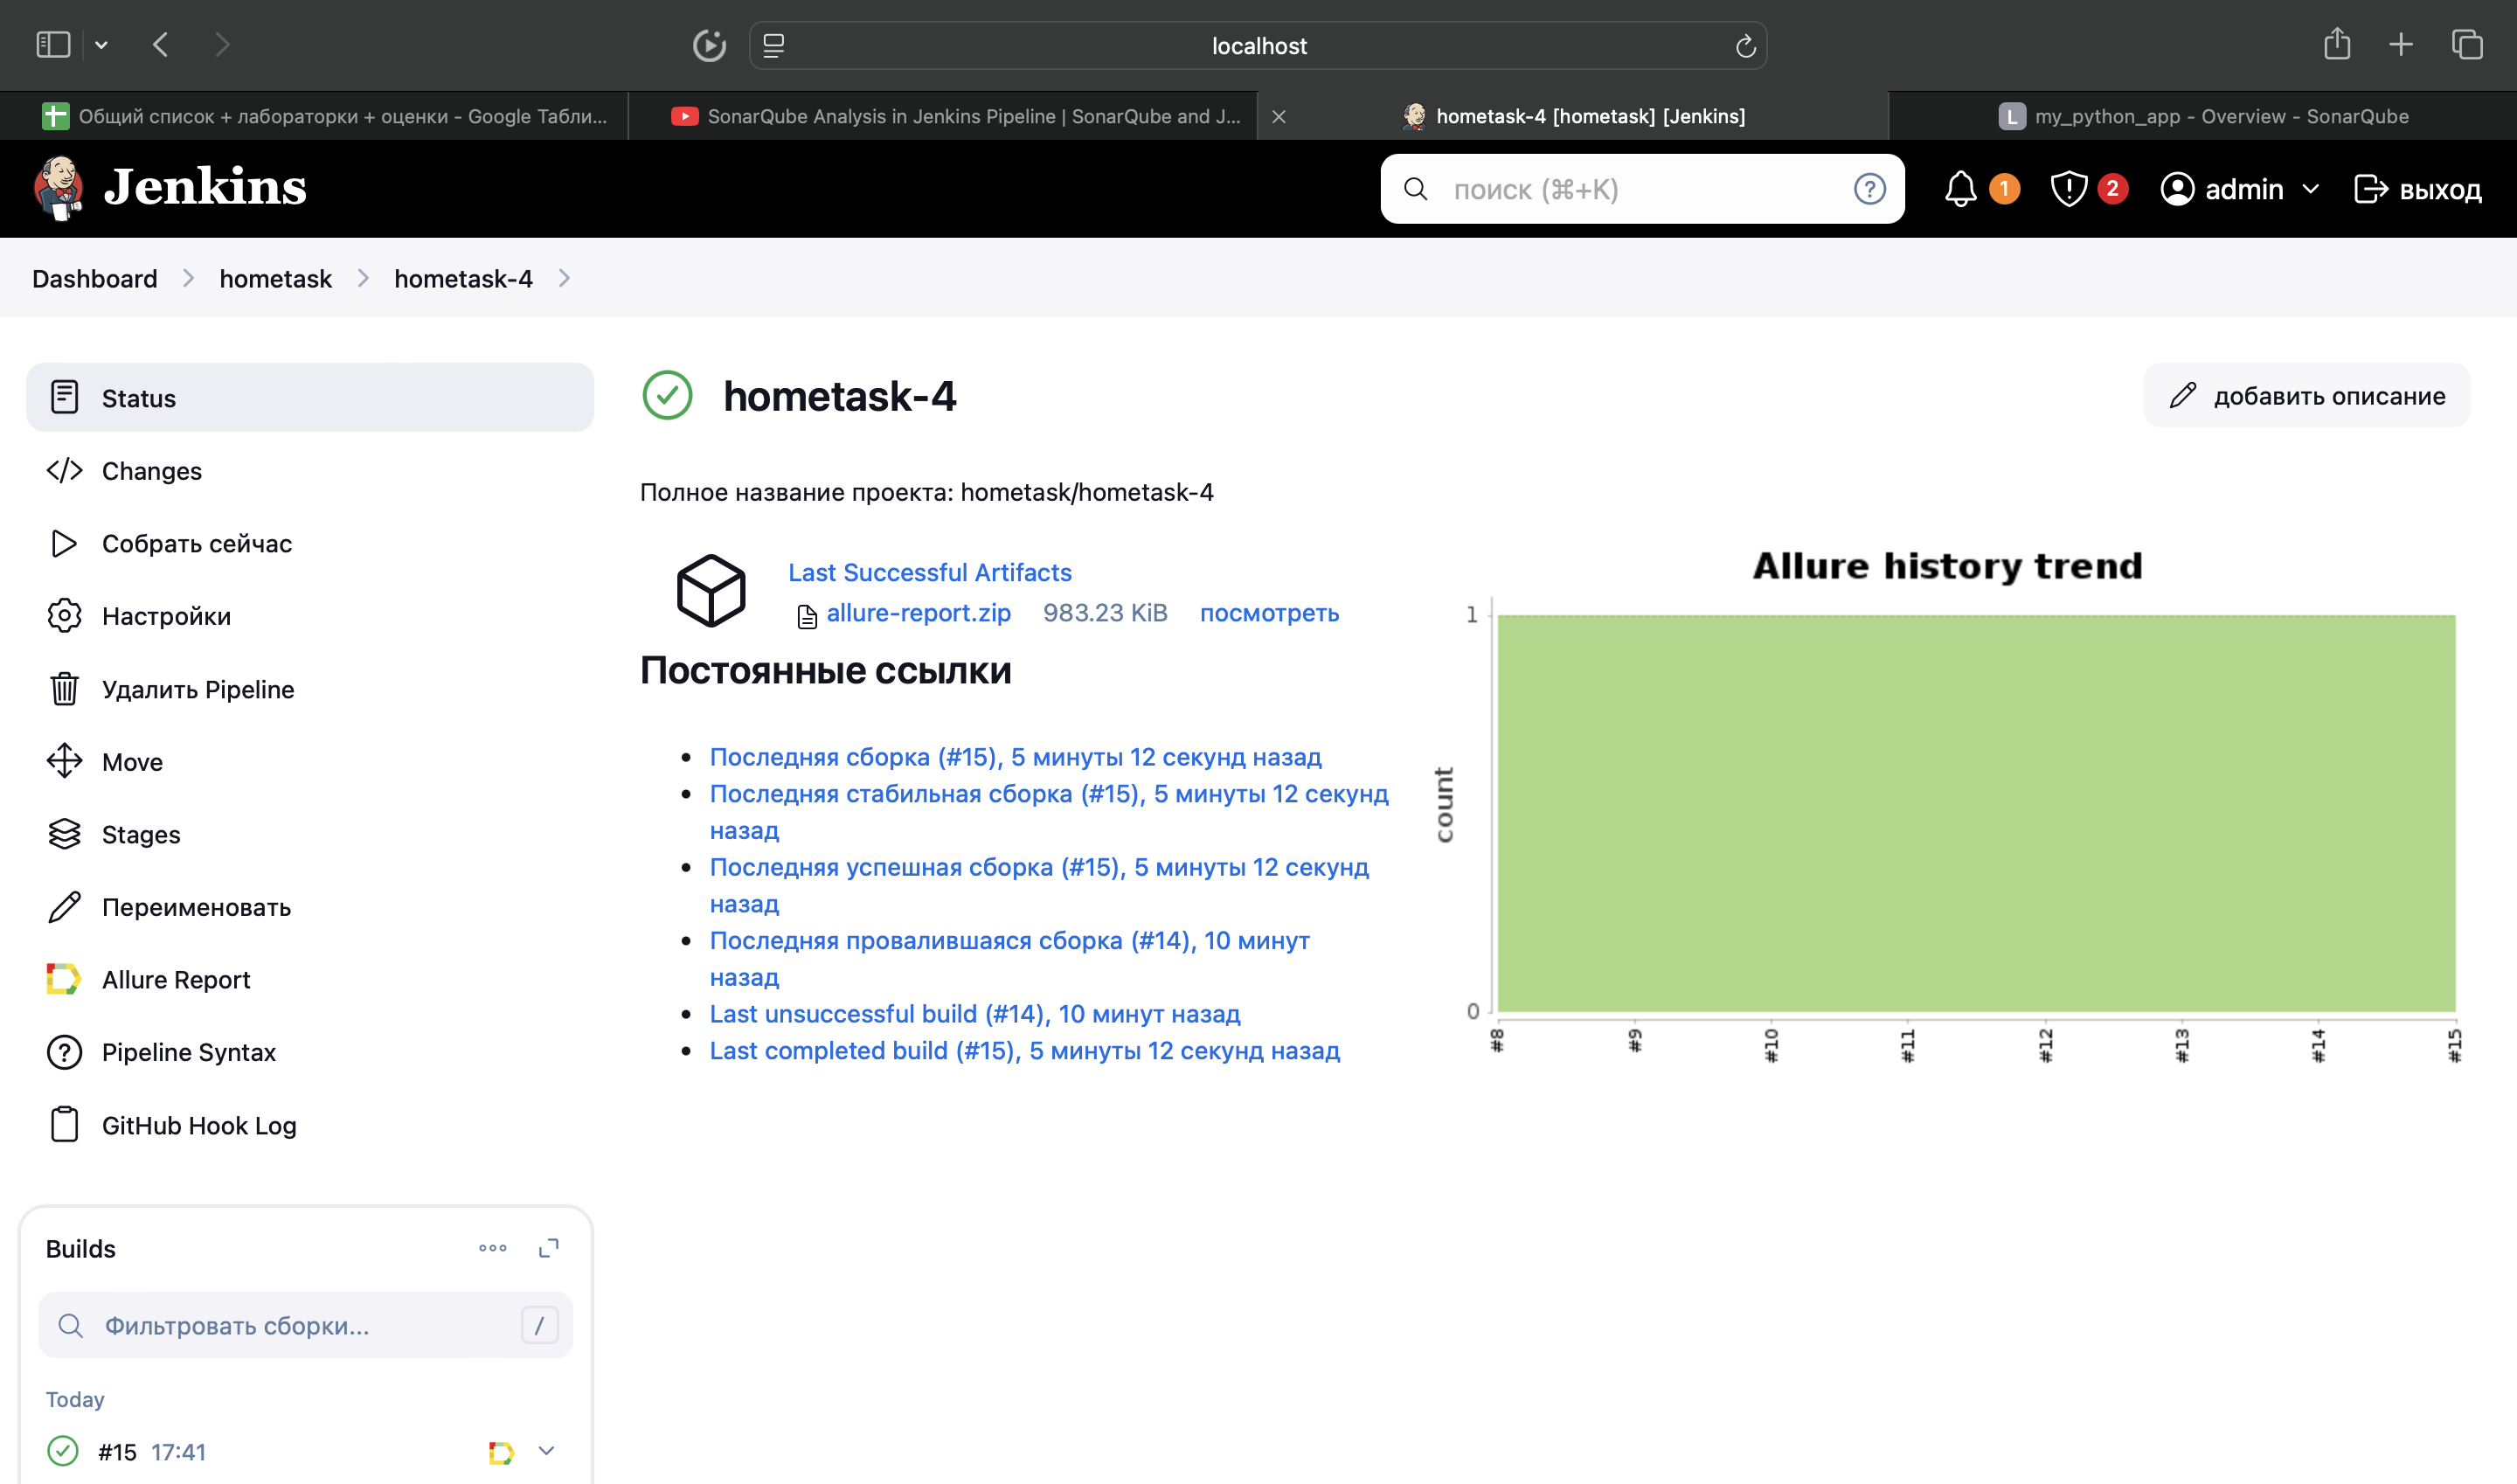 localhost
Общий список + лабораторки + оценки - Google Табли...
SonarQube Analysis in Jenkins Pipeline | SonarQube and J...
hometask-4 [hometask] [Jenkins]
L my_python_app - Overview - SonarQube
Jenkins
поиск (⌘+K)
?
1
2
admin
выход
Dashboard
hometask
hometask-4
Status
Changes
Собрать сейчас
Настройки
Удалить Pipeline
Move
Stages
Переименовать
Allure Report
Pipeline Syntax
GitHub Hook Log
Builds
Фильтровать сборки...
/
Today
#15 17:41
hometask-4
добавить описание
Полное название проекта: hometask/hometask-4
Last Successful Artifacts
allure-report.zip 983.23 KiB посмотреть
Постоянные ссылки
Последняя сборка (#15), 5 минуты 12 секунд назад
Последняя стабильная сборка (#15), 5 минуты 12 секунд
назад
Последняя успешная сборка (#15), 5 минуты 12 секунд
назад
Последняя провалившаяся сборка (#14), 10 минут
назад
Last unsuccessful build (#14), 10 минут назад
Last completed build (#15), 5 минуты 12 секунд назад
Allure history trend
1
count
0
#8 #9 #10 #11 #12 #13 #14 #15